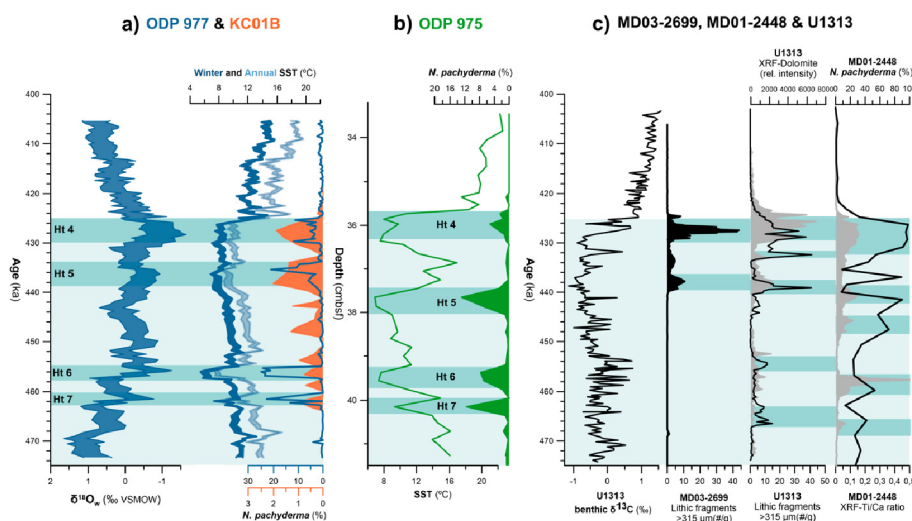 a) ODP 977 & KC01B
b) ODP 975
c) MD03-2699, MD01-2448 & U1313
Winter and Annual SST (°C)
4 8 12 16 20 24
Age (ka)
400
410
420
430
440
450
460
470
Ht 4
Ht 5
Ht 6
Ht 7
2 1 0 -1
δ¹⁸Ow (‰ VSMOW)
30 20 10 0
3 2 1 0
N. pachyderma (%)
N. pachyderma (%)
20 16 12 8 4 0
Depth (cmbsf)
34
36
38
40
Ht 4
Ht 5
Ht 6
Ht 7
8 12 16 20
SST (°C)
Age (ka)
400
410
420
430
440
450
460
470
-1 0 1
U1313
benthic δ¹³C (‰)
0 10 20 30 40
MD03-2699
Lithic fragments
>315 μm(#/g)
U1313
XRF-Dolomite
(rel. intensity)
0 2000 4000 6000 8000
0 10 20 30 40 50
U1313
Lithic fragments
>315 μm(#/g)
MD01-2448
N. pachyderma (%)
0 20 40 60 80 100
0 0,1 0,2 0,3 0,4 0,5
MD01-2448
XRF-Ti/Ca ratio